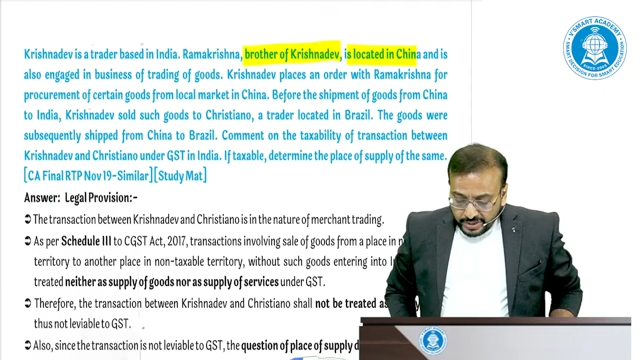 V'SMART ACADEMY
SMART DECISION FOR SMART EDUCATION
Krishnadev is a trader based in India. Ramakrishna, brother of Krishnadev, is located in China and is
also engaged in business of trading of goods. Krishnadev places an order with Ramakrishna for
procurement of certain goods from local market in China. Before the shipment of goods from China
to India, Krishnadev sold such goods to Christiano, a trader located in Brazil. The goods were
subsequently shipped from China to Brazil. Comment on the taxability of transaction between
Krishnadev and Christiano under GST in India. If taxable, determine the place of supply of the same.
[CA Final RTP Nov 19-Similar][Study Mat]
Answer: Legal Provision:-
➲ The transaction between Krishnadev and Christiano is in the nature of merchant trading.
➲ As per Schedule III to CGST Act, 2017, transactions involving sale of goods from a place in
territory to another place in non-taxable territory, without such goods entering into
treated neither as supply of goods nor as supply of services under GST.
➲ Therefore, the transaction between Krishnadev and Christiano shall not be treated as
thus not leviable to GST.
➲ Also, since the transaction is not leviable to GST, the question of place of supply